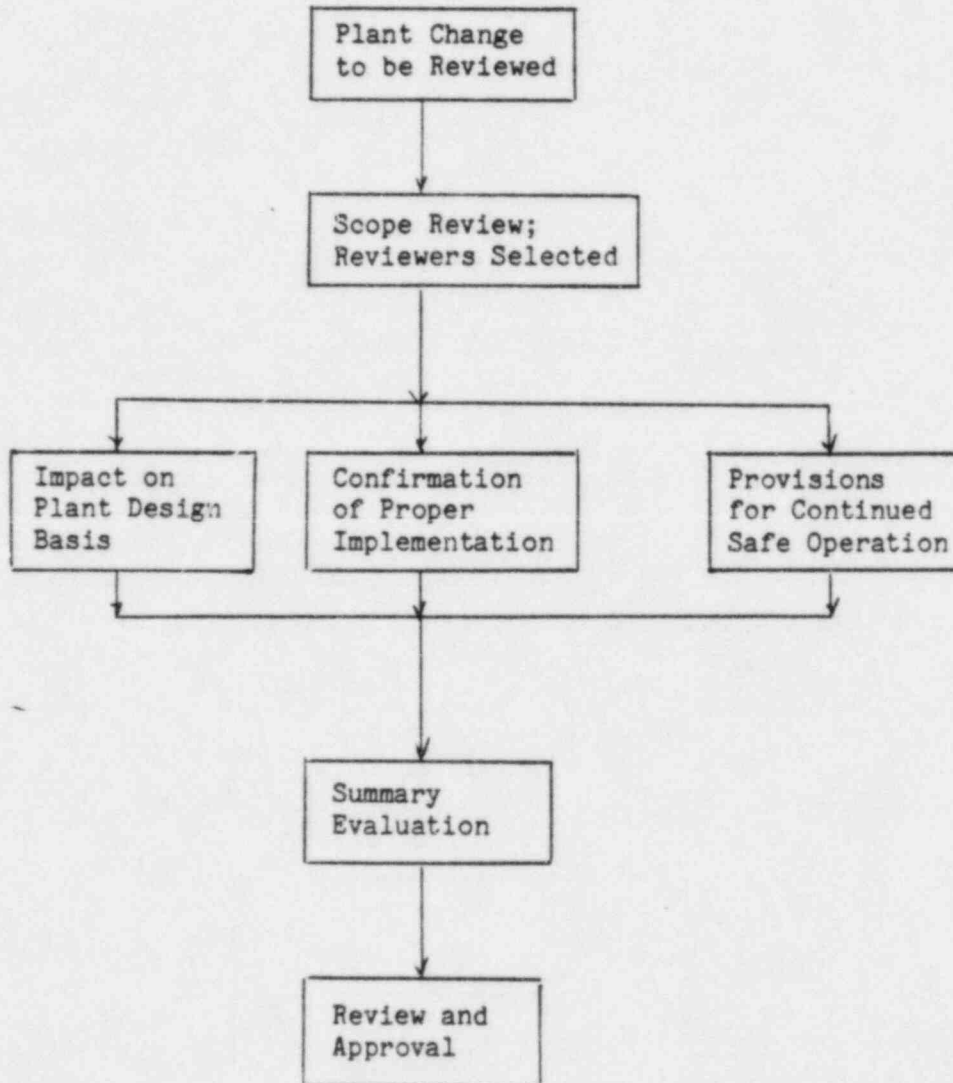 Plant Change
to be Reviewed
Scope Review;
Reviewers Selected
Impact on
Plant Design
Basis
Confirmation
of Proper
Implementation
Provisions
for Continued
Safe Operation
Summary
Evaluation
Review and
Approval